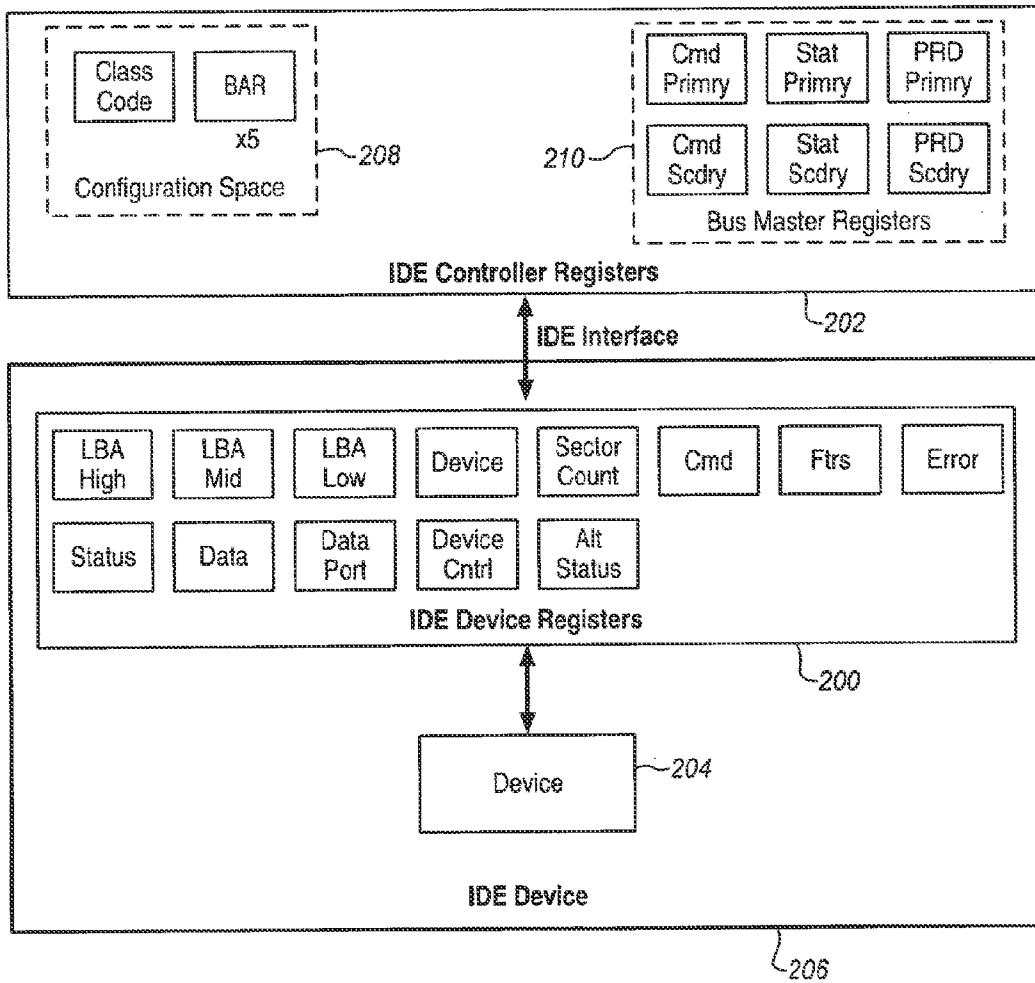 Class
Code
BAR
x5
Configuration Space
208
Cmd
Primry
Stat
Primry
PRD
Primry
210
Cmd
Scdry
Stat
Scdry
PRD
Scdry
Bus Master Registers
IDE Controller Registers
202
IDE Interface
LBA
High
LBA
Mid
LBA
Low
Device
Sector
Count
Cmd
Ftrs
Error
Status
Data
Data
Port
Device
Cntrl
Alt
Status
IDE Device Registers
200
Device
204
IDE Device
206